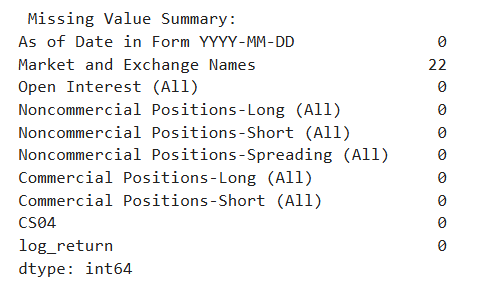 Missing Value Summary:
As of Date in Form YYYY-MM-DD 0
Market and Exchange Names 22
Open Interest (All) 0
Noncommercial Positions-Long (All) 0
Noncommercial Positions-Short (All) 0
Noncommercial Positions-Spreading (All) 0
Commercial Positions-Long (All) 0
Commercial Positions-Short (All) 0
CS04 0
log_return 0
dtype: int64